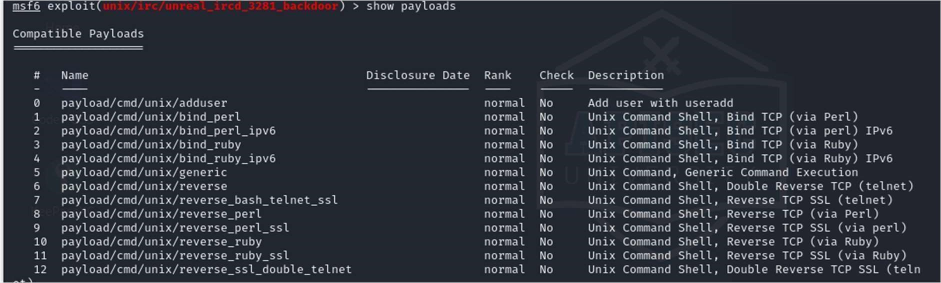 msf6 exploit(unix/irc/unreal_ircd_3281_backdoor) > show payloads
Compatible Payloads
# Name Disclosure Date Rank Check Description
0 payload/cmd/unix/adduser normal No Add user with useradd
1 payload/cmd/unix/bind_perl normal No Unix Command Shell, Bind TCP (via perl)
2 payload/cmd/unix/bind_perl_ipv6 normal No Unix Command Shell, Bind TCP (via perl) IPv6
3 payload/cmd/unix/bind_ruby normal No Unix Command Shell, Bind TCP (via Ruby)
4 payload/cmd/unix/bind_ruby_ipv6 normal No Unix Command Shell, Bind TCP (via Ruby) IPv6
5 payload/cmd/unix/generic normal No Unix Command, Generic Command Execution
6 payload/cmd/unix/reverse normal No Unix Command Shell, Double Reverse TCP (telnet)
7 payload/cmd/unix/reverse_bash_telnet_ssl normal No Unix Command Shell, Reverse TCP SSL (telnet)
8 payload/cmd/unix/reverse_perl normal No Unix Command Shell, Reverse TCP (via Perl)
9 payload/cmd/unix/reverse_perl_ssl normal No Unix Command Shell, Reverse TCP SSL (via perl)
10 payload/cmd/unix/reverse_ruby normal No Unix Command Shell, Reverse TCP (via Ruby)
11 payload/cmd/unix/reverse_ruby_ssl normal No Unix Command Shell, Reverse TCP SSL (via Ruby)
12 payload/cmd/unix/reverse_ssl_double_telnet normal No Unix Command Shell, Double Reverse TCP SSL (teln
et)